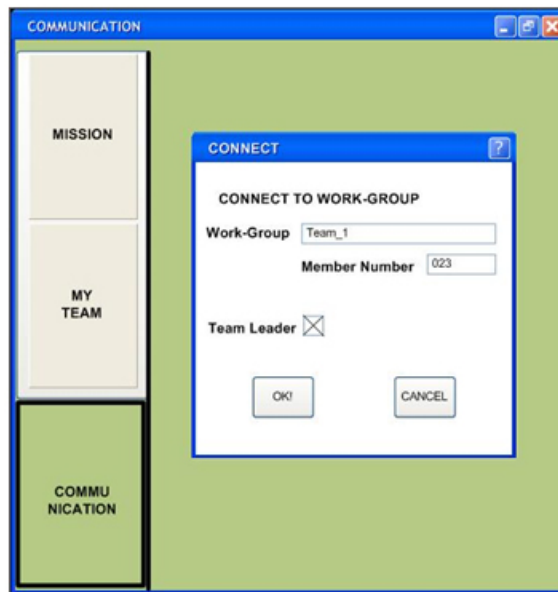 COMMUNICATION
MISSION
MY
TEAM
COMMU
NICATION
CONNECT
?
CONNECT TO WORK-GROUP
Work-Group Team_1
Member Number 023
Team Leader
OK!
CANCEL